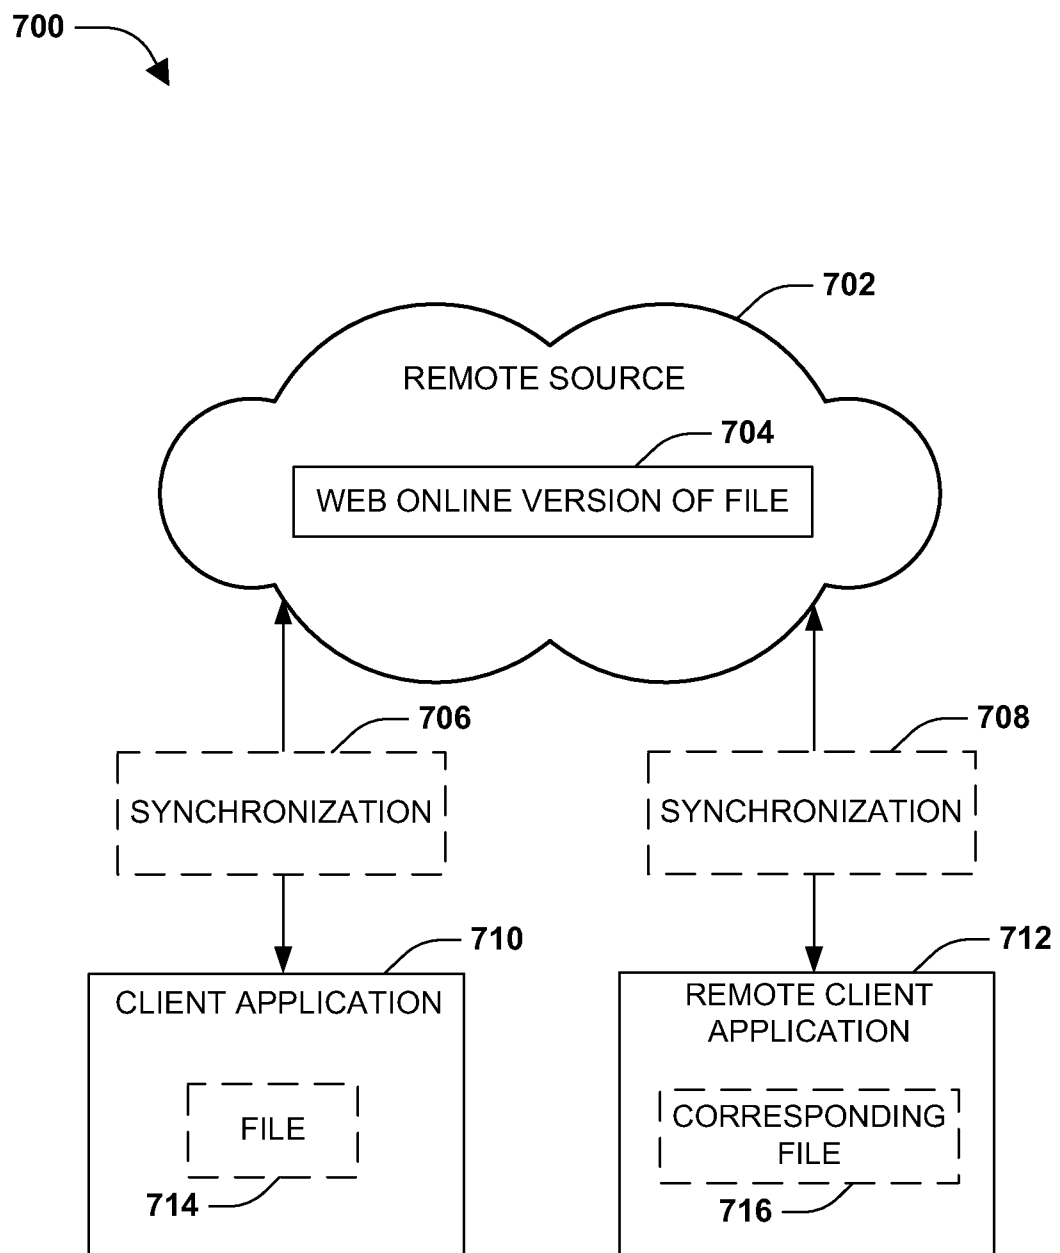 700
702
REMOTE SOURCE
704
WEB ONLINE VERSION OF FILE
706
708
SYNCHRONIZATION
SYNCHRONIZATION
710
712
CLIENT APPLICATION
REMOTE CLIENT
APPLICATION
FILE
CORRESPONDING
FILE
714
716